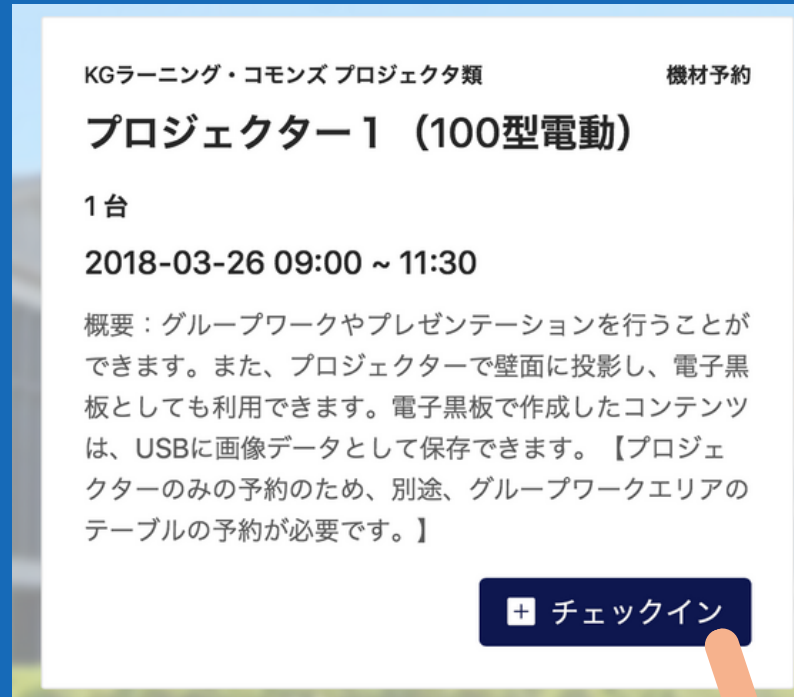 KGラーニング・コモンズ プロジェクタ類
機材予約
プロジェクター１（100型電動）
1 台
2018-03-26 09:00 ~ 11:30
概要：グループワークやプレゼンテーションを行うことが
できます。また、プロジェクターで壁面に投影し、電子黒
板としても利用できます。電子黒板で作成したコンテンツ
は、USBに画像データとして保存できます。【プロジェ
クターのみの予約のため、別途、グループワークエリアの
テーブルの予約が必要です。】
チェックイン